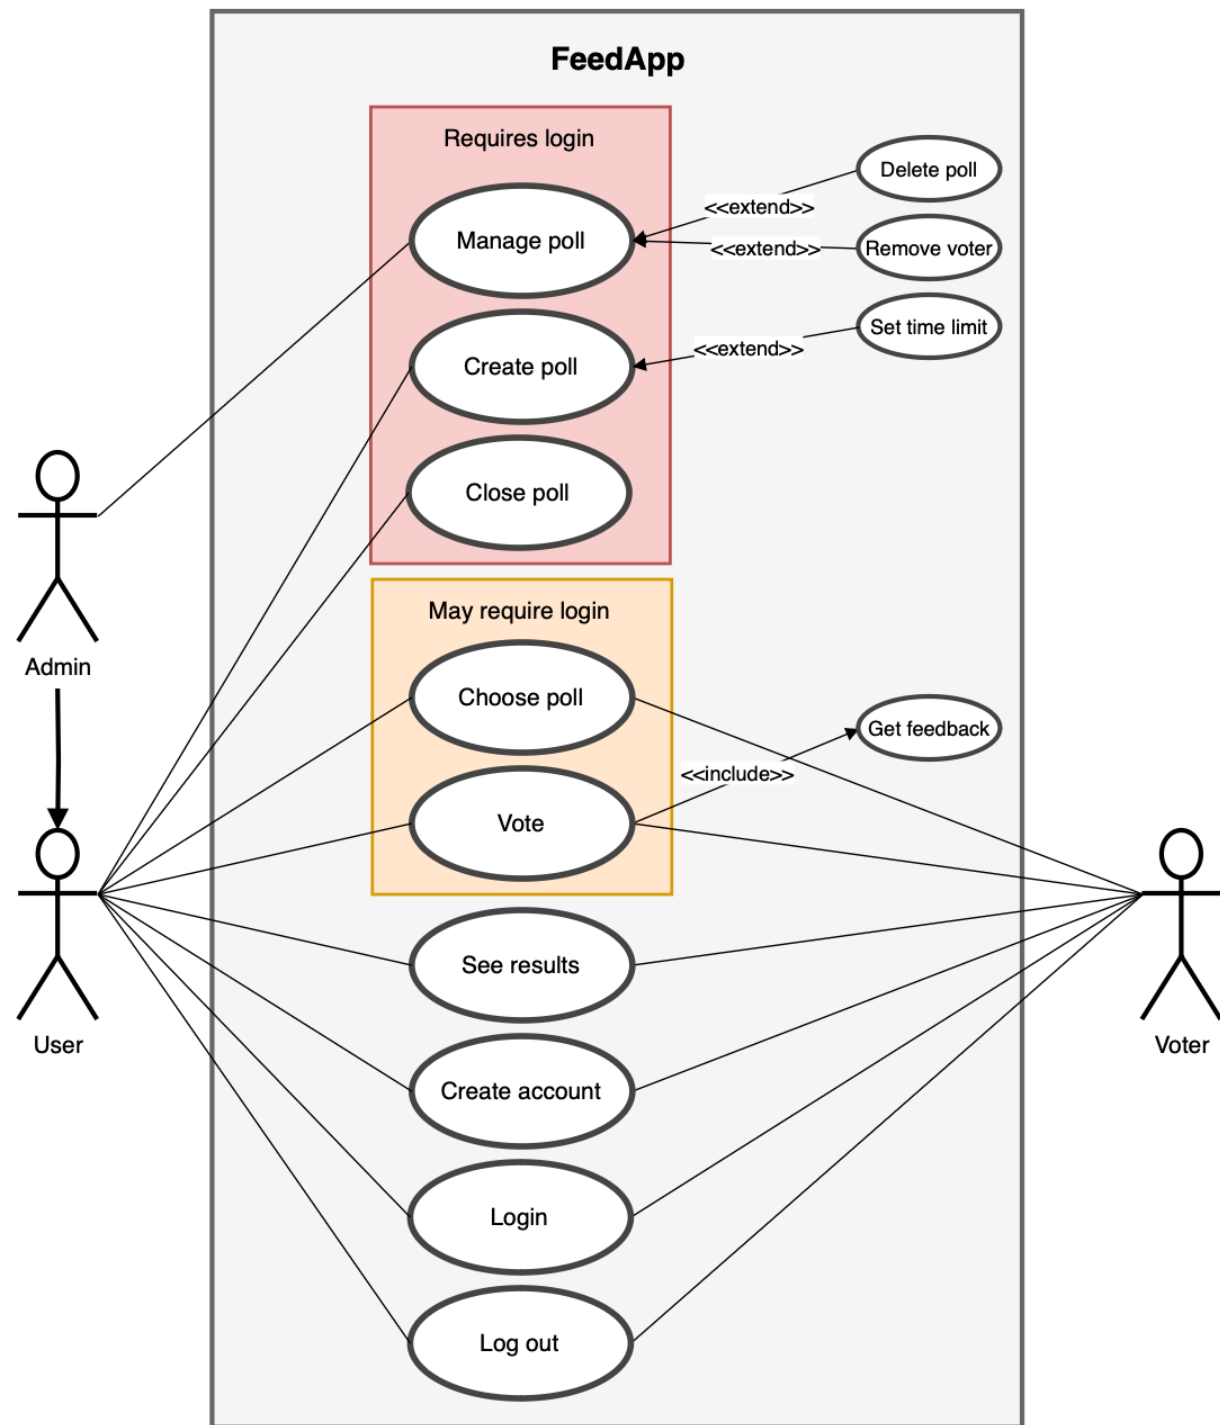 FeedApp
Requires login
Delete poll
<<extend>>
Manage poll
Remove voter
<<extend>>
Set time limit
<<extend>>
Create poll
Close poll
Admin
May require login
Choose poll
Get feedback
<<include>>
Vote
See results
User
Voter
Create account
Login
Log out